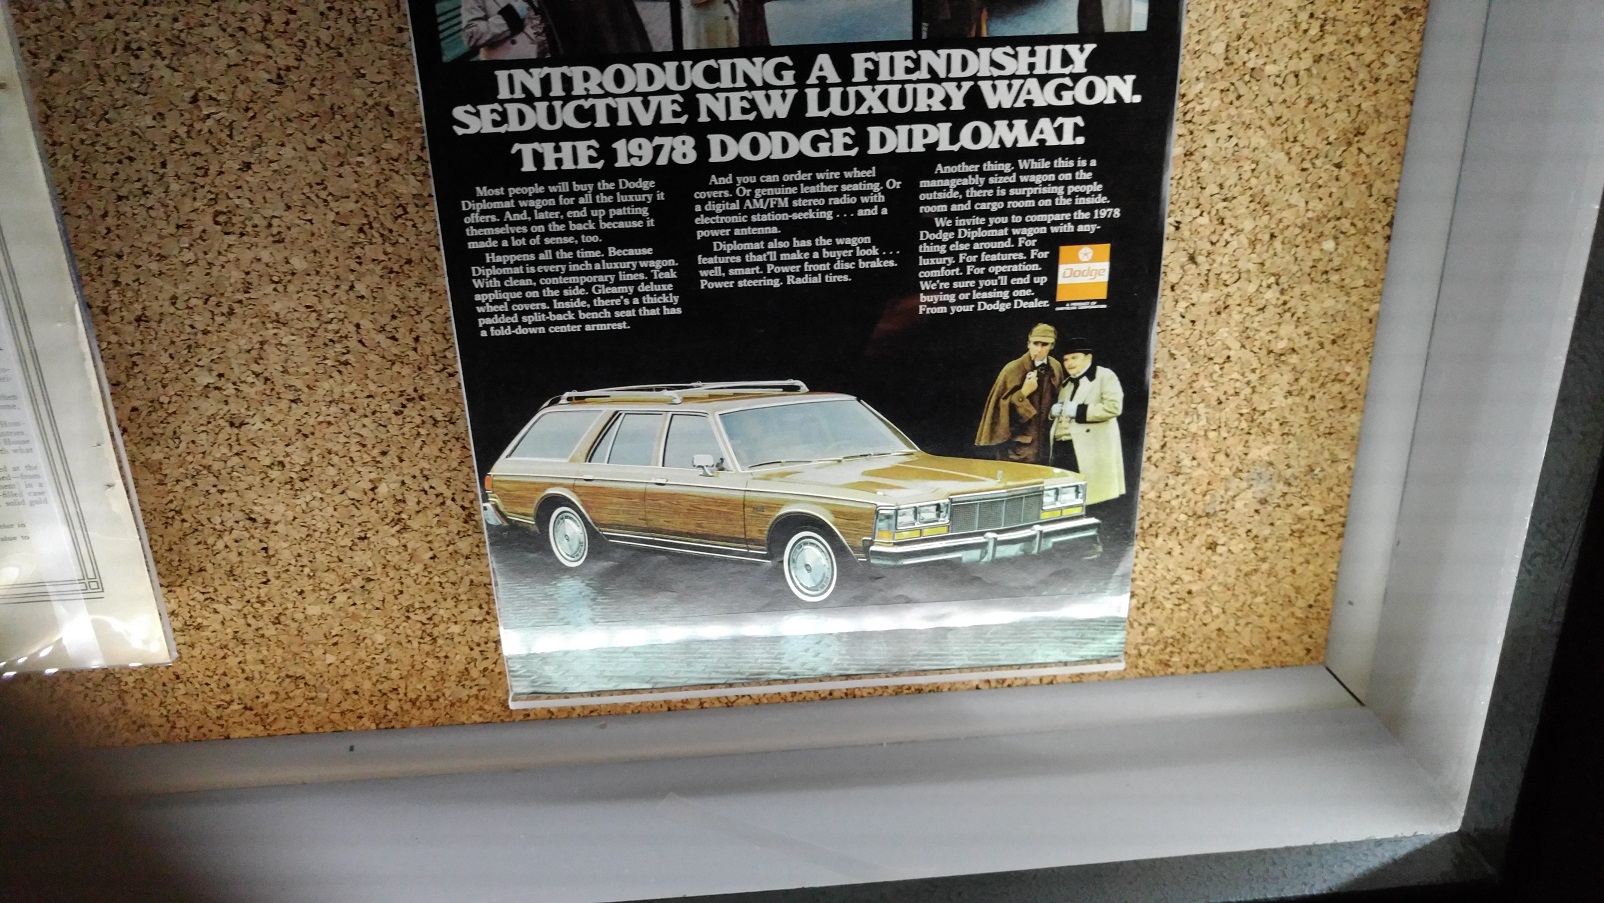 INTRODUCING A FIENDISHLY
SEDUCTIVE NEW LUXURY WAGON.
THE 1978 DODGE DIPLOMAT.
Most people will buy the Dodge
Diplomat wagon for all the luxury it
offers. And, later, end up patting
themselves on the back because it
made a lot of sense, too.
Happens all the time. Because
Diplomat is every inch a luxury wagon.
With clean, contemporary lines. Teak
applique on the side. Gleamy deluxe
wheel covers. Inside, there's a thickly
padded split-back bench seat that has
a fold-down center armrest.
And you can order wire wheel
covers. Or genuine leather seating. Or
a digital AM/FM stereo radio with
electronic station-seeking . . . and a
power antenna.
Diplomat also has the wagon
features that'll make a buyer look . . .
well, smart. Power front disc brakes.
Power steering. Radial tires.
Another thing. While this is a
manageably sized wagon on the
outside, there is surprising people
room and cargo room on the inside.
We invite you to compare the 1978
Dodge Diplomat wagon with any-
thing else around. For
luxury. For features. For
comfort. For operation.
We're sure you'll end up
buying or leasing one.
From your Dodge Dealer.
Dodge
A PRODUCT OF
CHRYSLER CORPORATION